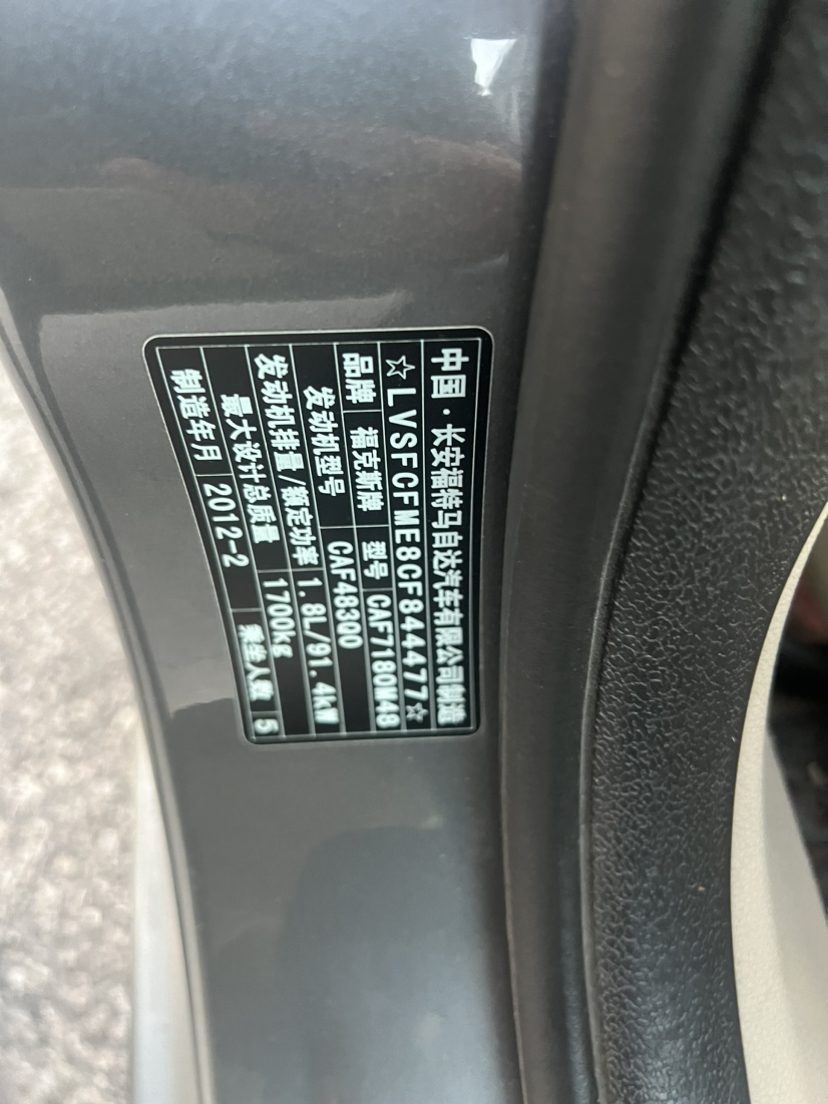 中国·长安福特马自达汽车有限公司制造
☆LVSFCFME8CF844477☆
品牌 福克斯牌 型号 CAF7180M48
发动机型号 CAF483Q0
发动机排量/额定功率 1.8L/91.4kW
最大设计总质量 1700kg
制造年月 2012-2 乘坐人数 5